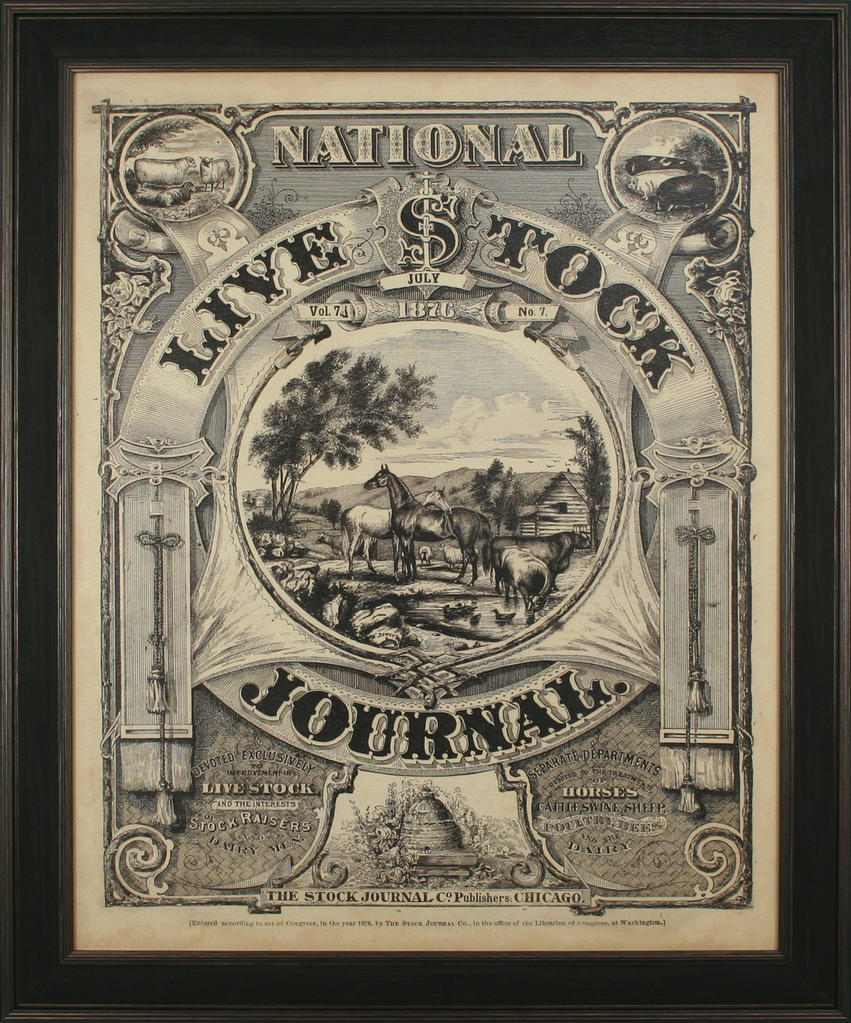 NATIONAL
LIVE STOCK
JULY
Vol. 7. 1876 No. 7.
JOURNAL.
DEVOTED EXCLUSIVELY
TO
IMPROVEMENT IN
LIVE STOCK,
AND THE INTERESTS
OF
STOCK RAISERS
AND
DAIRY MEN.
SEPARATE DEPARTMENTS
DEVOTED TO THE TREATMENT
OF
HORSES,
CATTLE, SWINE, SHEEP,
POULTRY, BEES
AND THE
DAIRY
THE STOCK JOURNAL Co. Publishers: CHICAGO.
[Entered according to act of Congress, in the year 1876, by THE STOCK JOURNAL CO., in the office of the Librarian of Congress, at Washington.]